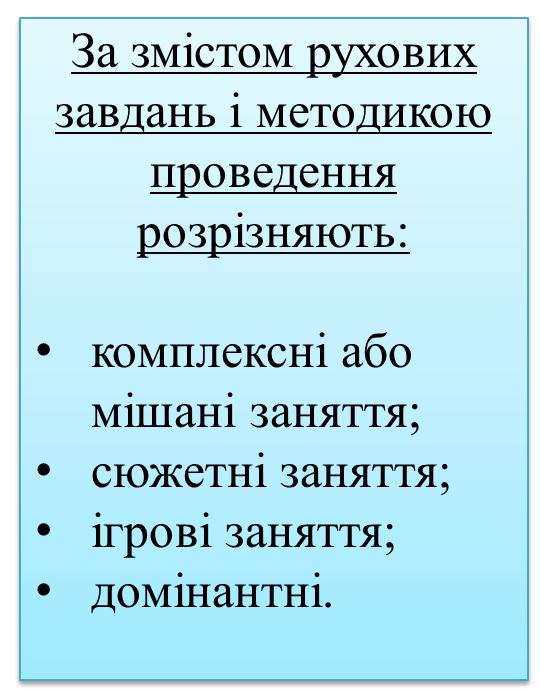 За змістом рухових
завдань і методикою
проведення
розрізняють:
• комплексні або
мішані заняття;
• сюжетні заняття;
• ігрові заняття;
• домінантні.